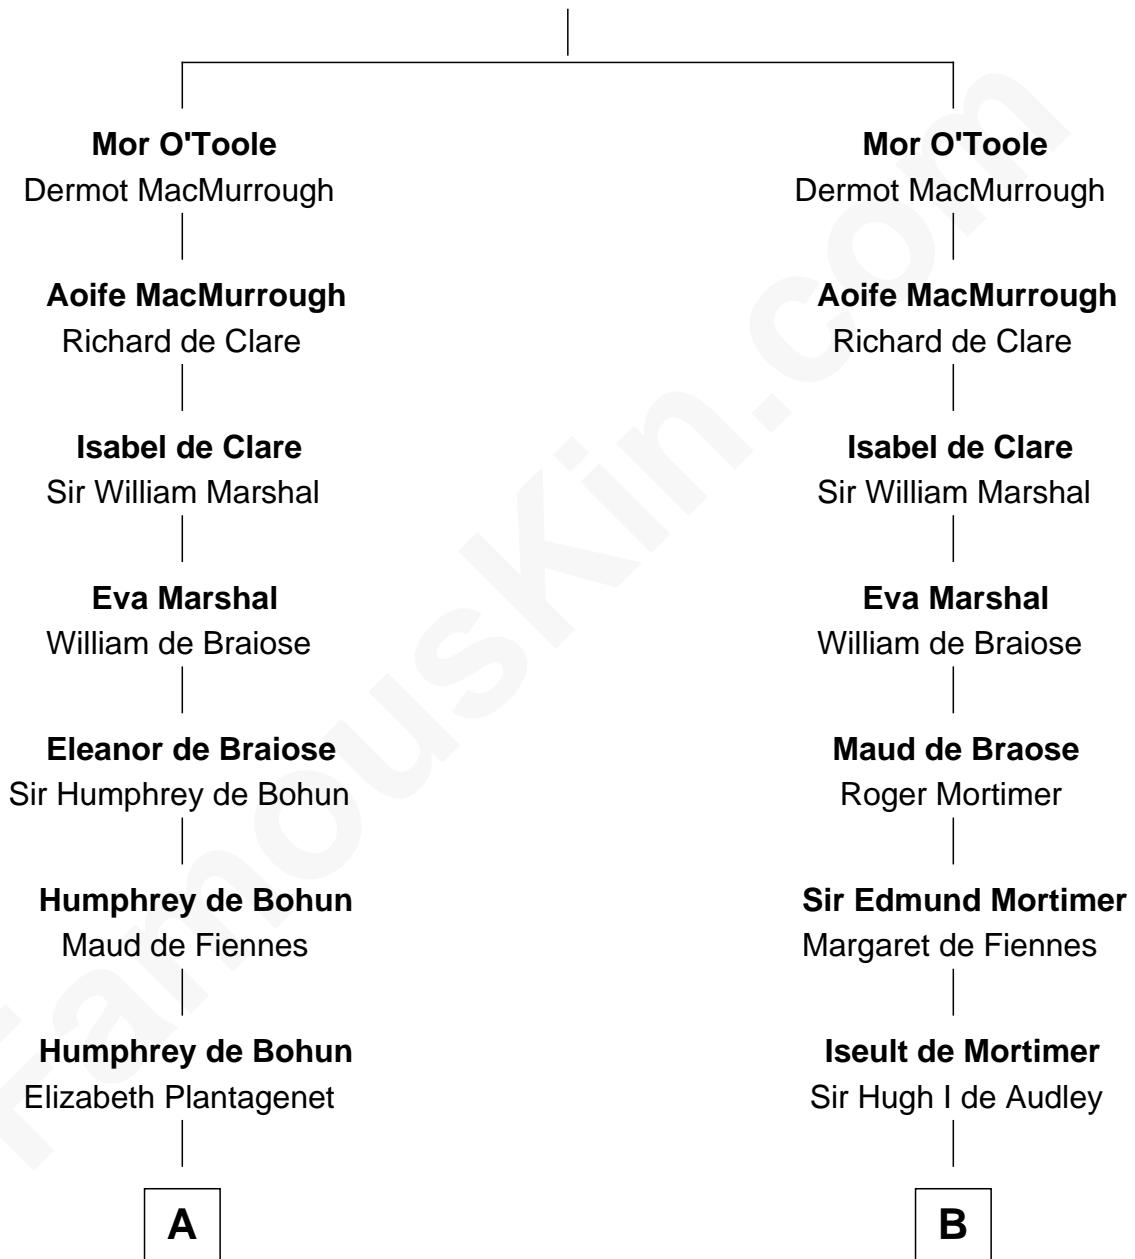 Mor O'Toole
Dermot MacMurrough
Aoife MacMurrough
Richard de Clare
Isabel de Clare
Sir William Marshal
Eva Marshal
William de Braiose
Eleanor de Braiose
Sir Humphrey de Bohun
Humphrey de Bohun
Maud de Fiennes
Humphrey de Bohun
Elizabeth Plantagenet
A
Mor O'Toole
Dermot MacMurrough
Aoife MacMurrough
Richard de Clare
Isabel de Clare
Sir William Marshal
Eva Marshal
William de Braiose
Maud de Braose
Roger Mortimer
Sir Edmund Mortimer
Margaret de Fiennes
Iseult de Mortimer
Sir Hugh I de Audley
B
FamousKin.com